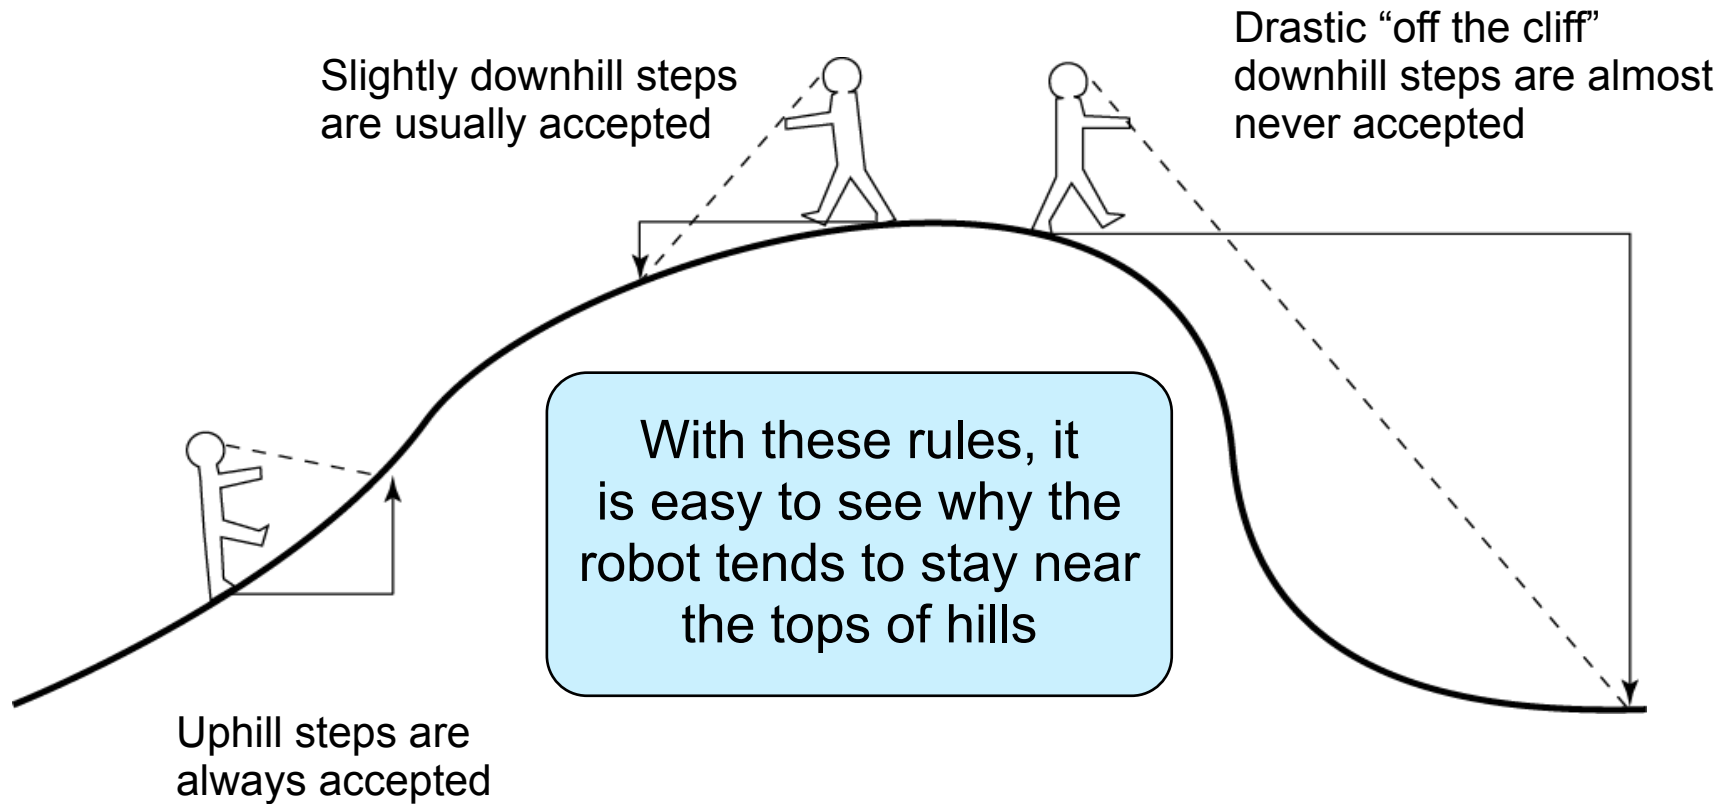 Slightly downhill steps
are usually accepted
Drastic “off the cliff”
downhill steps are almost
never accepted
With these rules, it
is easy to see why the
robot tends to stay near
the tops of hills
Uphill steps are
always accepted